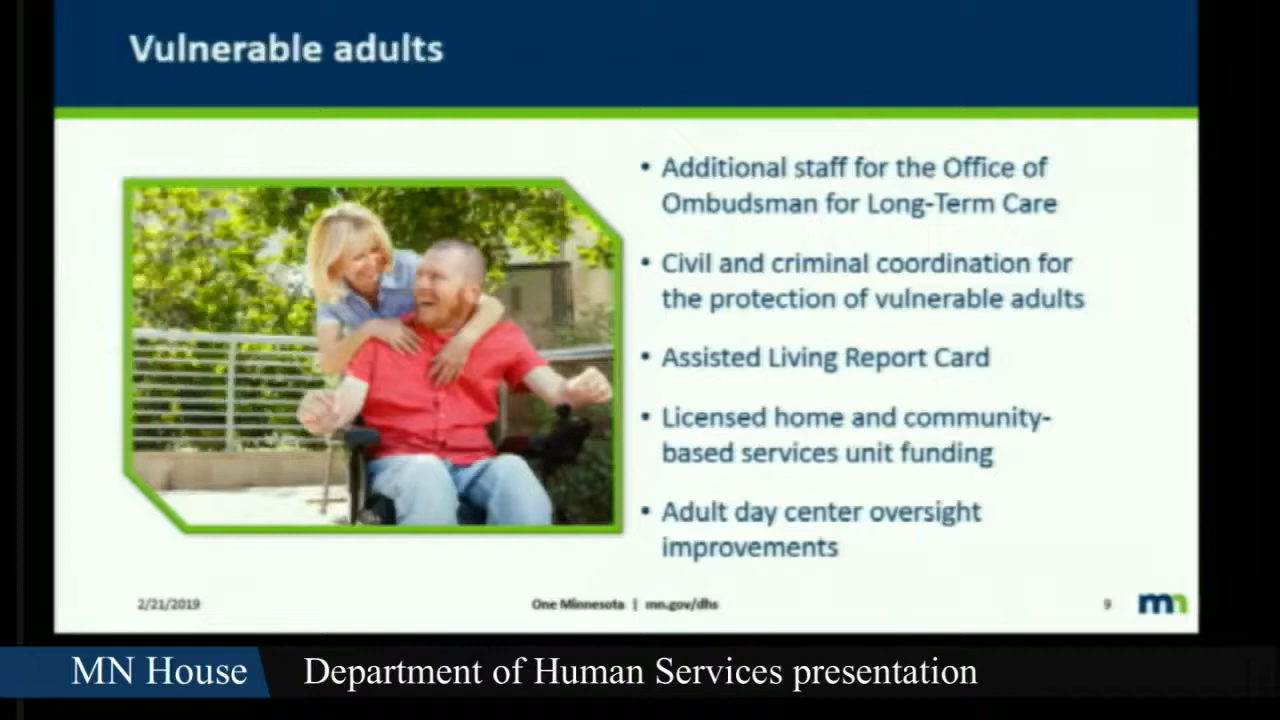 Vulnerable adults
• Additional staff for the Office of
Ombudsman for Long-Term Care
• Civil and criminal coordination for
the protection of vulnerable adults
• Assisted Living Report Card
• Licensed home and community-
based services unit funding
• Adult day center oversight
improvements
2/21/2019
One Minnesota | mn.gov/dhs
9
mn
MN House
Department of Human Services presentation